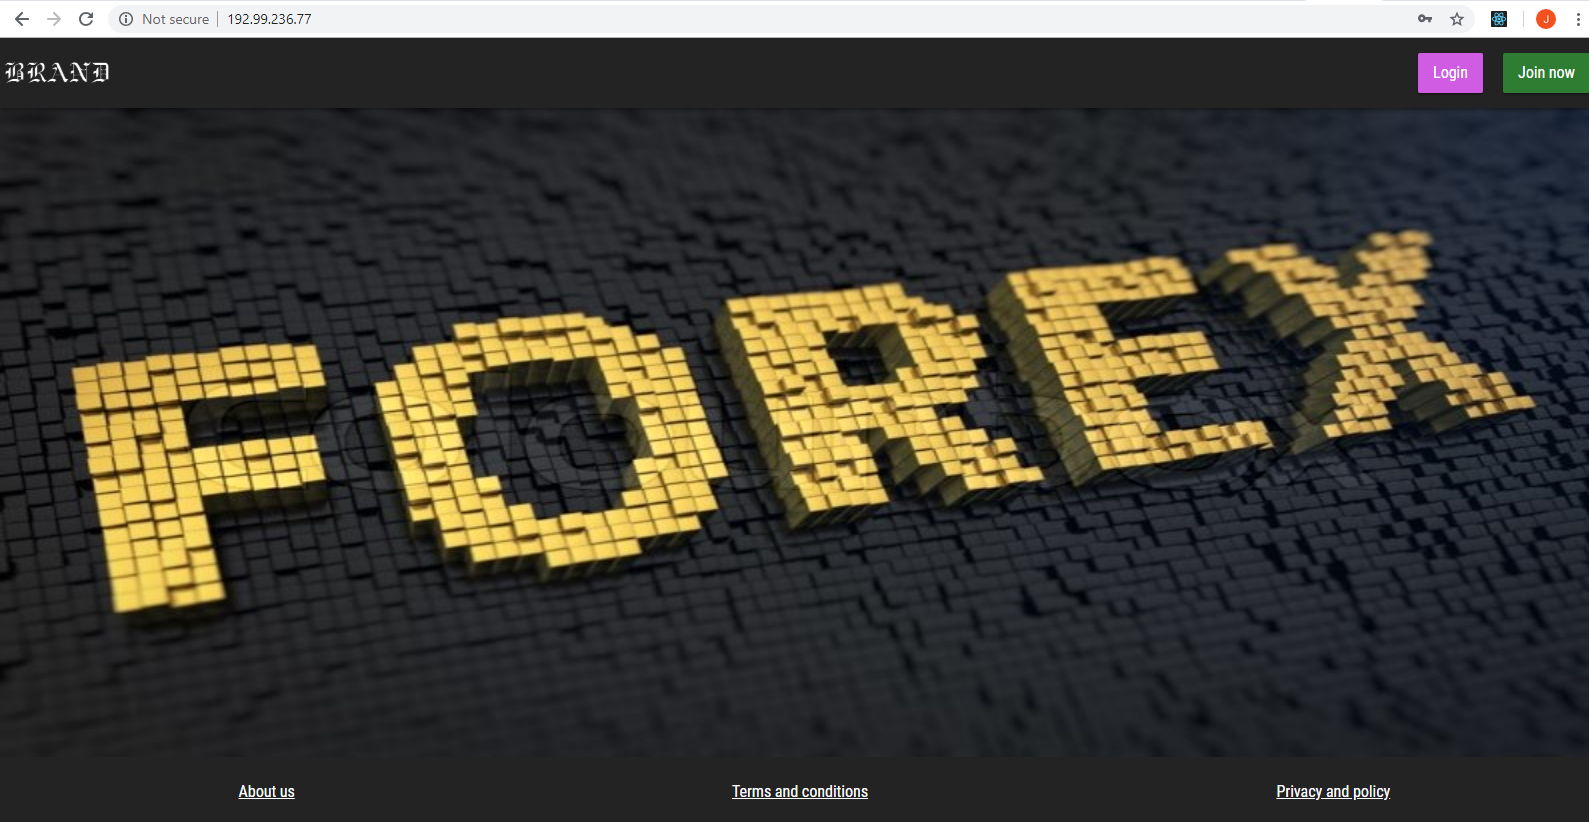 Not secure | 192.99.236.77
J
BRAND
Login
Join now
FOREX
About us
Terms and conditions
Privacy and policy